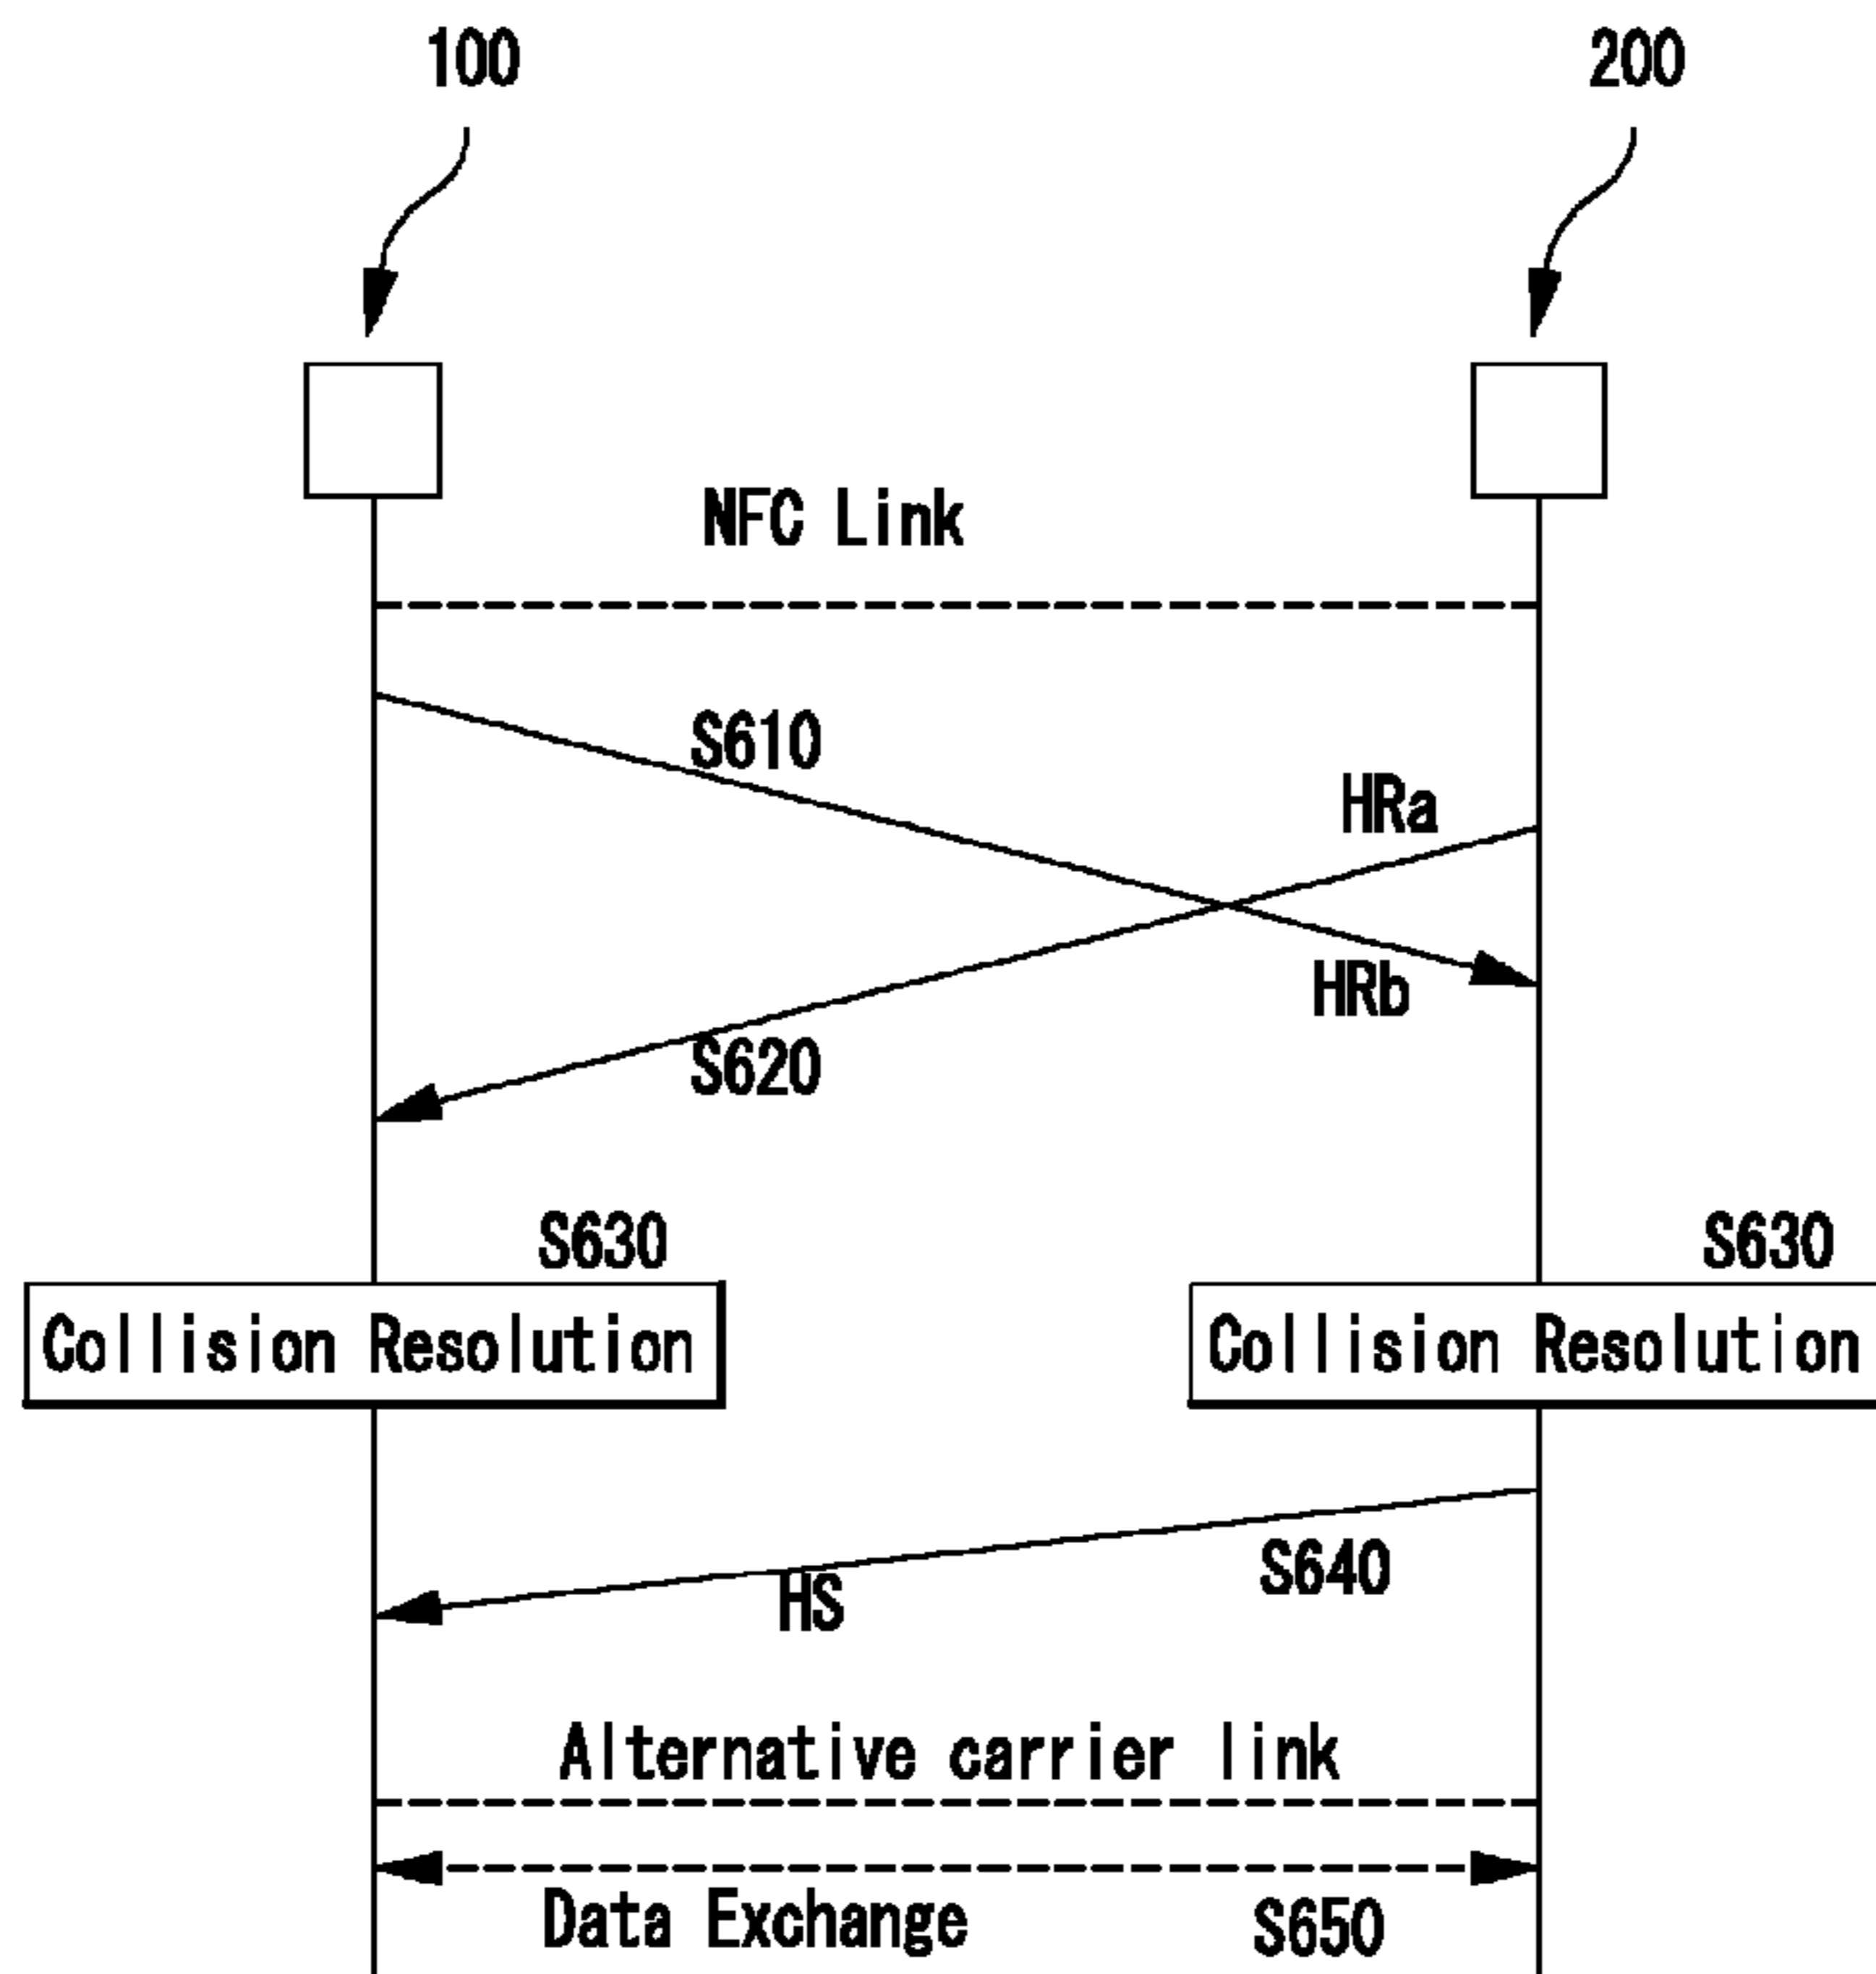 100
200
NFC Link
S610
HRa
HRb
S620
S630
S630
Collision Resolution
Collision Resolution
S640
HS
Alternative carrier link
Data Exchange
S650